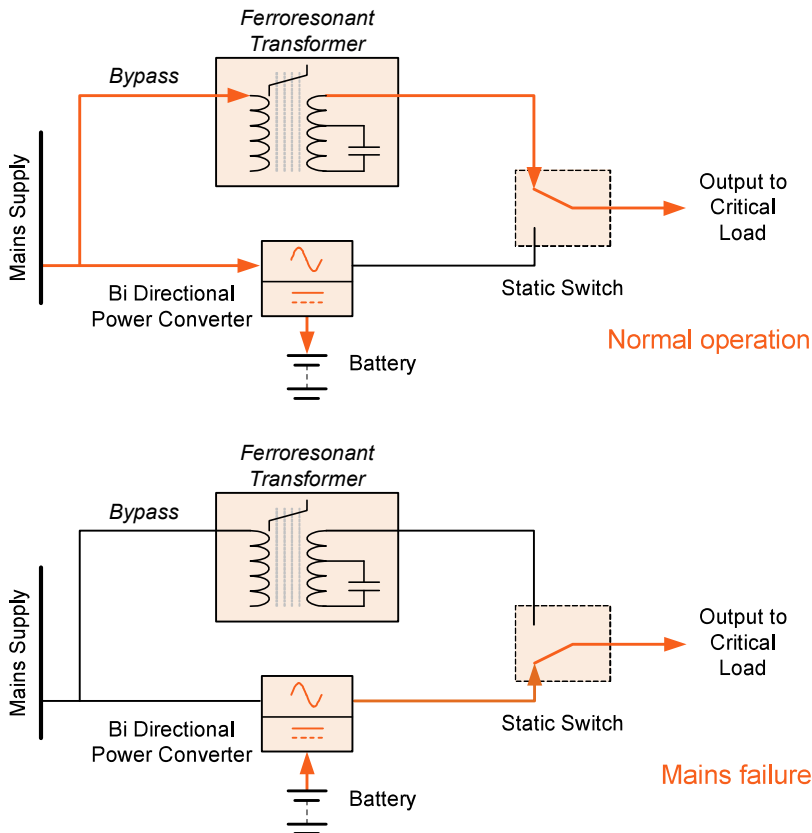 Ferroresonant
Transformer
Bypass
Mains Supply
Output to
Critical
Load
Bi Directional
Power Converter
Static Switch
Normal operation
Battery
Ferroresonant
Transformer
Bypass
Mains Supply
Output to
Critical
Load
Bi Directional
Power Converter
Static Switch
Mains failure
Battery